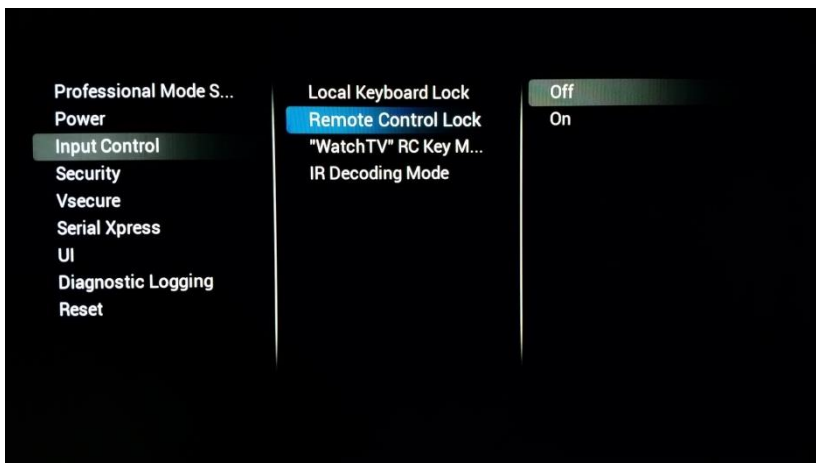 Professional Mode S...
Power
Input Control
Security
Vsecure
Serial Xpress
UI
Diagnostic Logging
Reset
Local Keyboard Lock
Remote Control Lock
"WatchTV" RC Key M...
IR Decoding Mode
Off
On